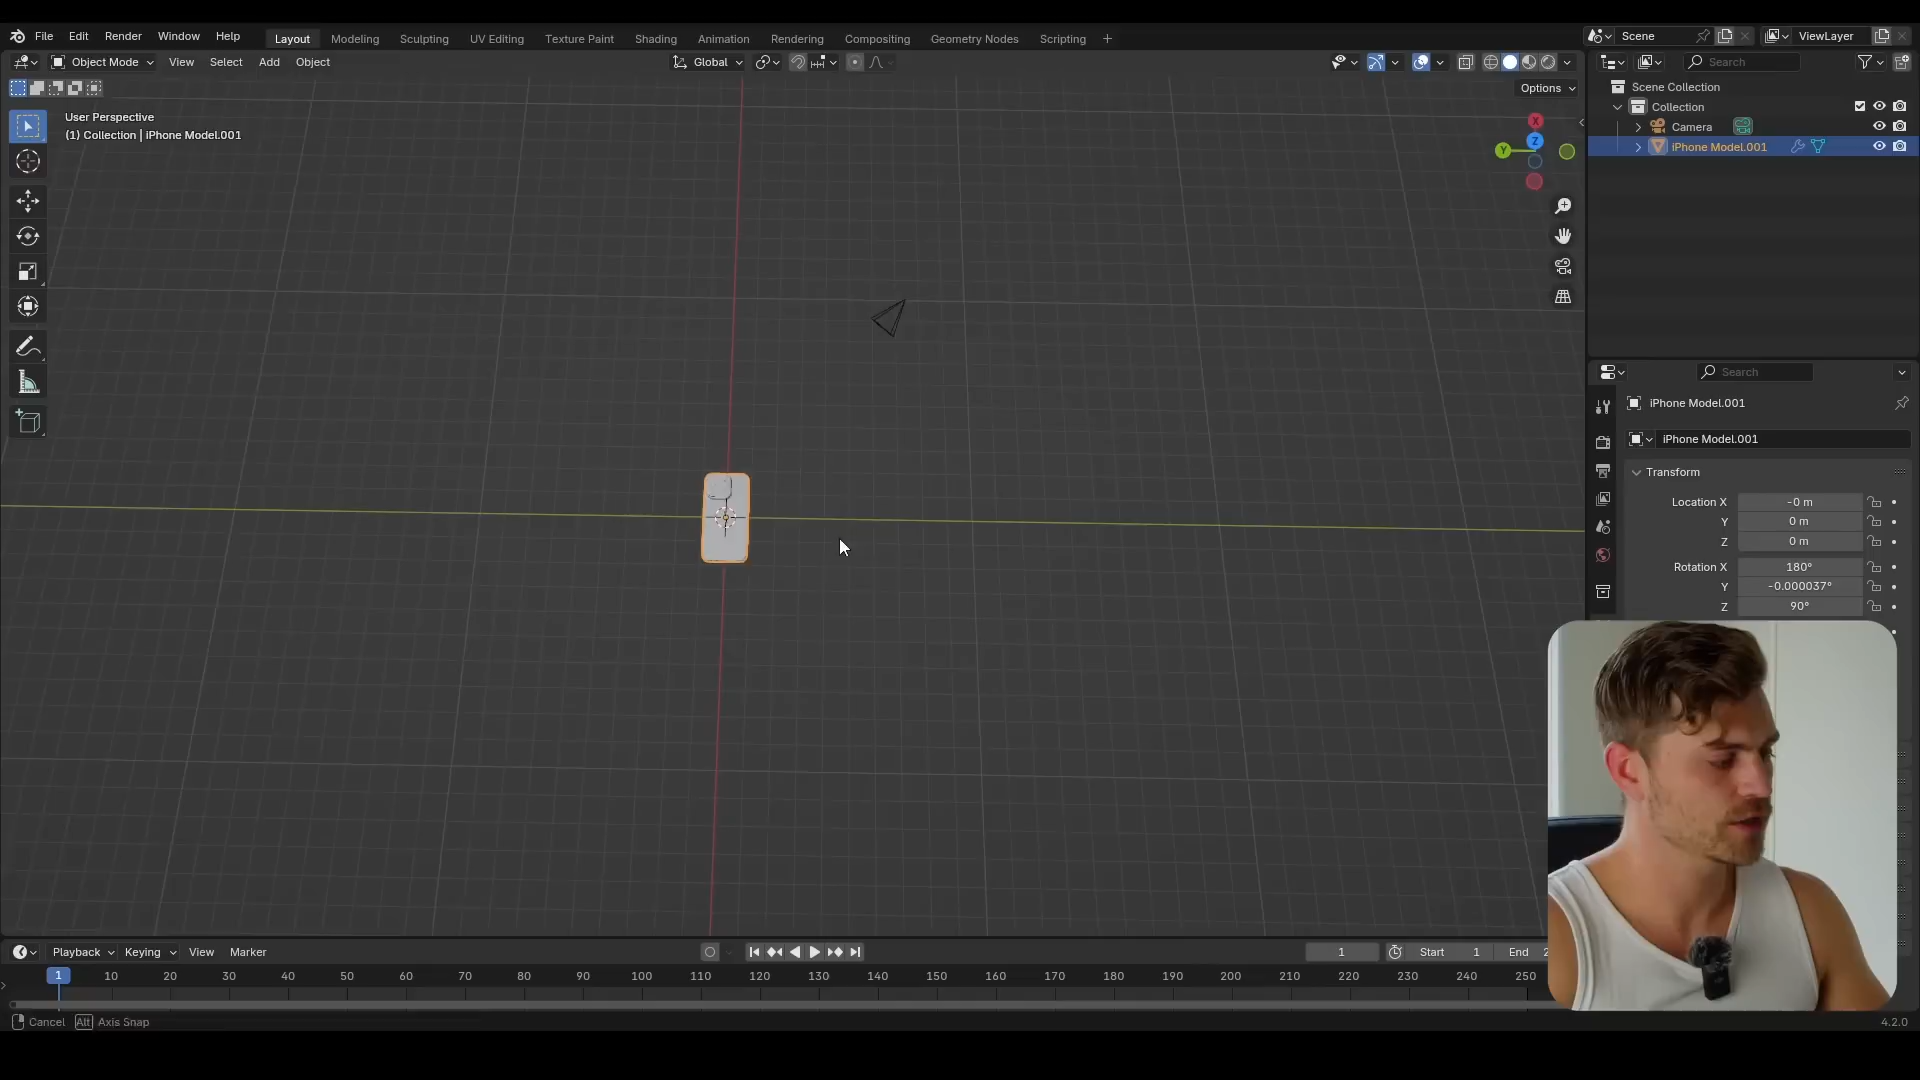 File Edit Render Window Help Layout Modeling Sculpting UV Editing Texture Paint Shading Animation Rendering Compositing Geometry Nodes Scripting + Scene ViewLayer
Object Mode View Select Add Object Global Search
Options
User Perspective
(1) Collection | iPhone Model.001
X
Z
Y
Scene Collection
Collection
Camera
iPhone Model.001
Search
iPhone Model.001
iPhone Model.001
Transform
Location X -0 m
Y 0 m
Z 0 m
Rotation X 180°
Y -0.000037°
Z 90°
Playback Keying View Marker 1 Start 1 End 2
1 10 20 30 40 50 60 70 80 90 100 110 120 130 140 150 160 170 180 190 200 210 220 230 240 250
Cancel Alt Axis Snap 4.2.0